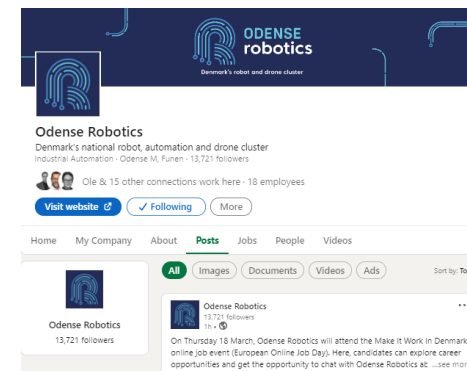 ODENSE
robotics
Denmark's robot and drone cluster
Odense Robotics
Denmark's national robot, automation and drone cluster
Industrial Automation · Odense M, Funen · 13,721 followers
Ole & 15 other connections work here · 18 employees
Visit website
✓ Following
More
Home My Company About Posts Jobs People Videos
All Images Documents Videos Ads Sort by: To
Odense Robotics
13,721 followers
Odense Robotics
13,721 followers
1h •
On Thursday 18 March, Odense Robotics will attend the Make It Work In Denmark
online job event (European Online Job Day). Here, candidates can explore career
opportunities and get the opportunity to chat with Odense Robotics at ...see mor